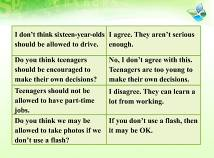 I don't think sixteen-year-olds
should be allowed to drive.
I agree. They aren't serious
enough.
Do you think teenagers
should be encouraged to
make their own decisions?
No, I don't agree with this.
Teenagers are too young to
make their own decisions.
Teenagers should not be
allowed to have part-time
jobs.
I disagree. They can learn a
lot from working.
Do you think we may be
allowed to take photos if we
don't use a flash?
If you don't use a flash, then
it may be OK.